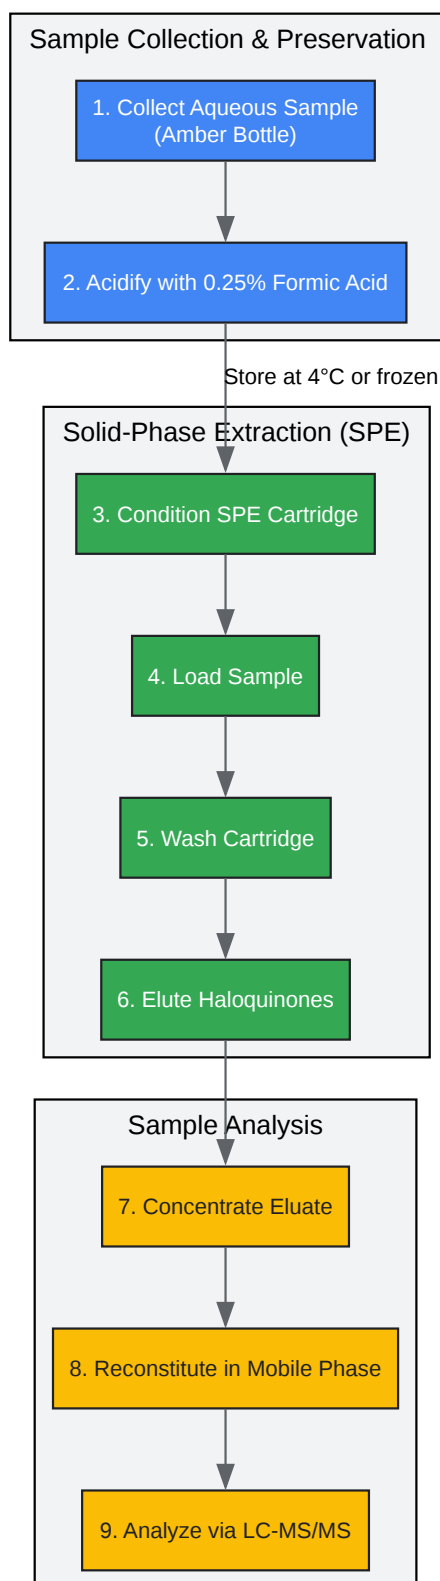 Sample Collection & Preservation
1. Collect Aqueous Sample
(Amber Bottle)
2. Acidify with 0.25% Formic Acid
Store at 4°C or frozen
Solid-Phase Extraction (SPE)
3. Condition SPE Cartridge
4. Load Sample
5. Wash Cartridge
6. Elute Haloquinones
Sample Analysis
7. Concentrate Eluate
8. Reconstitute in Mobile Phase
9. Analyze via LC-MS/MS